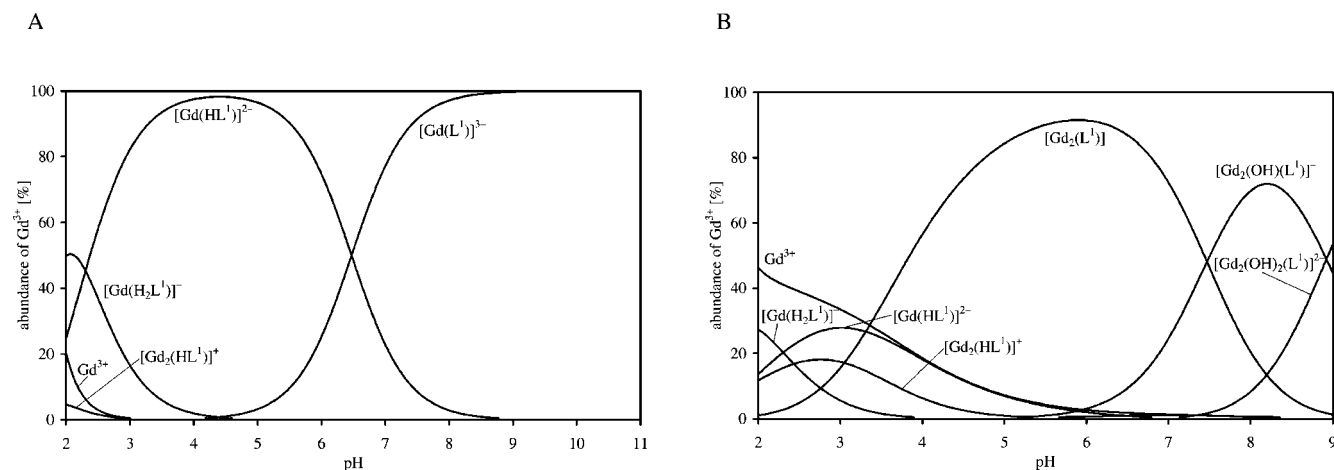 A
100
80
60
40
20
0
abundance of Gd³⁺ [%]
[Gd(HL¹)]²⁻
[Gd(L¹)]³⁻
[Gd(H₂L¹)]⁻
Gd³⁺
[Gd₂(HL¹)]⁺
2 3 4 5 6 7 8 9 10 11
pH
B
100
80
60
40
20
0
abundance of Gd³⁺ [%]
[Gd₂(L¹)]
[Gd₂(OH)(L¹)]⁻
Gd³⁺
[Gd₂(OH)₂(L¹)]²⁻
[Gd(H₂L¹)]⁻
[Gd(HL¹)]²⁻
[Gd₂(HL¹)]⁺
2 3 4 5 6 7 8 9
pH